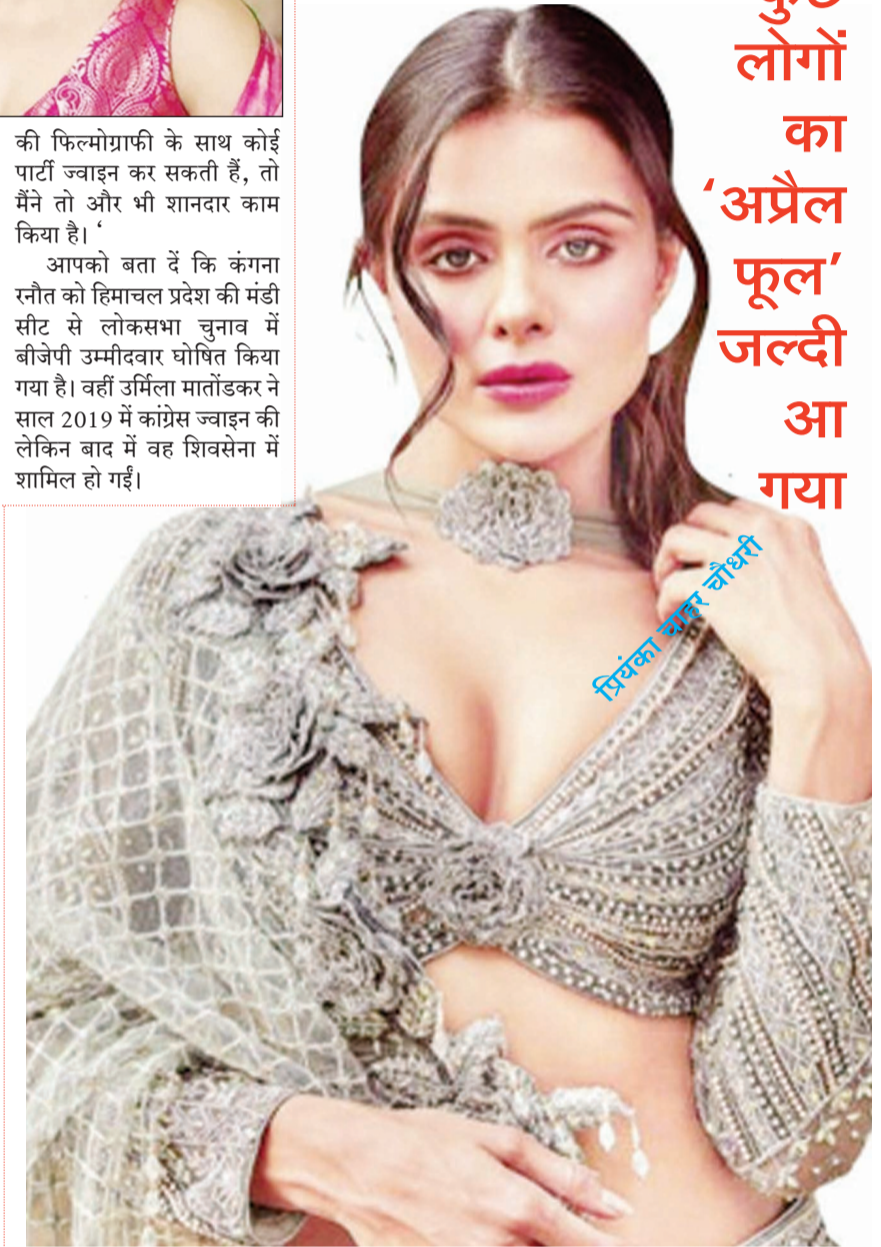 की फिल्मोग्राफी के साथ कोई
पार्टी ज्वाइन कर सकती हैं, तो
मैंने तो और भी शानदार काम
किया है। ‘
आपको बता दें कि कंगना
रनौत को हिमाचल प्रदेश की मंडी
सीट से लोकसभा चुनाव में
बीजेपी उम्मीदवार घोषित किया
गया है। वहीं उर्मिला मातोंडकर ने
साल 2019 में कांग्रेस ज्वाइन की
लेकिन बाद में वह शिवसेना में
शामिल हो गईं।
लोगों
का
‘अप्रैल
फूल’
जल्दी
आ
गया
प्रियंका चाहर चौधरी